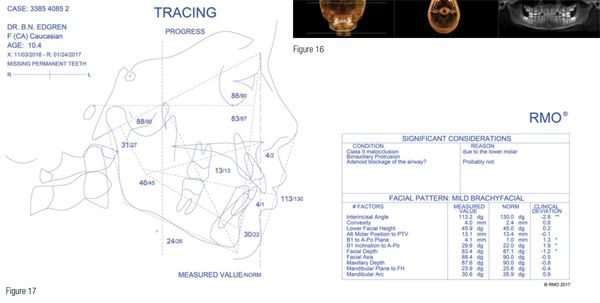 CASE: 3385 4085 2
DR. B.N. EDGREN
F (CA) Caucasian
AGE: 10.4
X: 11/03/2016 - R: 01/24/2017
MISSING PERMANENT TEETH
R L
TRACING
PROGRESS
88/90
83/87
88/90
31/27
4/2
13/13
46/45
4/1
113/130
30/22
24/26
MEASURED VALUE/NORM
Figure 17
Figure 16
RMO®
SIGNIFICANT CONSIDERATIONS
CONDITION REASON
Class II malocclusion due to the lower molar
Bimaxillary Protrusion
Adenoid blockage of the airway? Probably not
FACIAL PATTERN: MILD BRACHYFACIAL
# FACTORS MEASURED VALUE NORM CLINICAL DEVIATION
Interincisal Angle 113.2 dg 130.0 dg -2.8 **
Convexity 4.0 mm 2.4 mm 0.8
Lower Facial Height 45.9 dg 45.0 dg 0.2
A6 Molar Position to PTV 13.1 mm 13.4 mm -0.1
B1 to A-Po Plane 4.1 mm 1.0 mm 1.3 *
B1 Inclination to A-Po 29.6 dg 22.0 dg 1.9 *
Facial Depth 83.4 dg 87.1 dg -1.2 *
Facial Axis 88.4 dg 90.0 dg -0.5
Maxillary Depth 87.6 dg 90.0 dg -0.8
Mandibular Plane to FH 23.9 dg 25.6 dg -0.4
Mandibular Arc 30.6 dg 26.9 dg 0.9
© RMO 2017